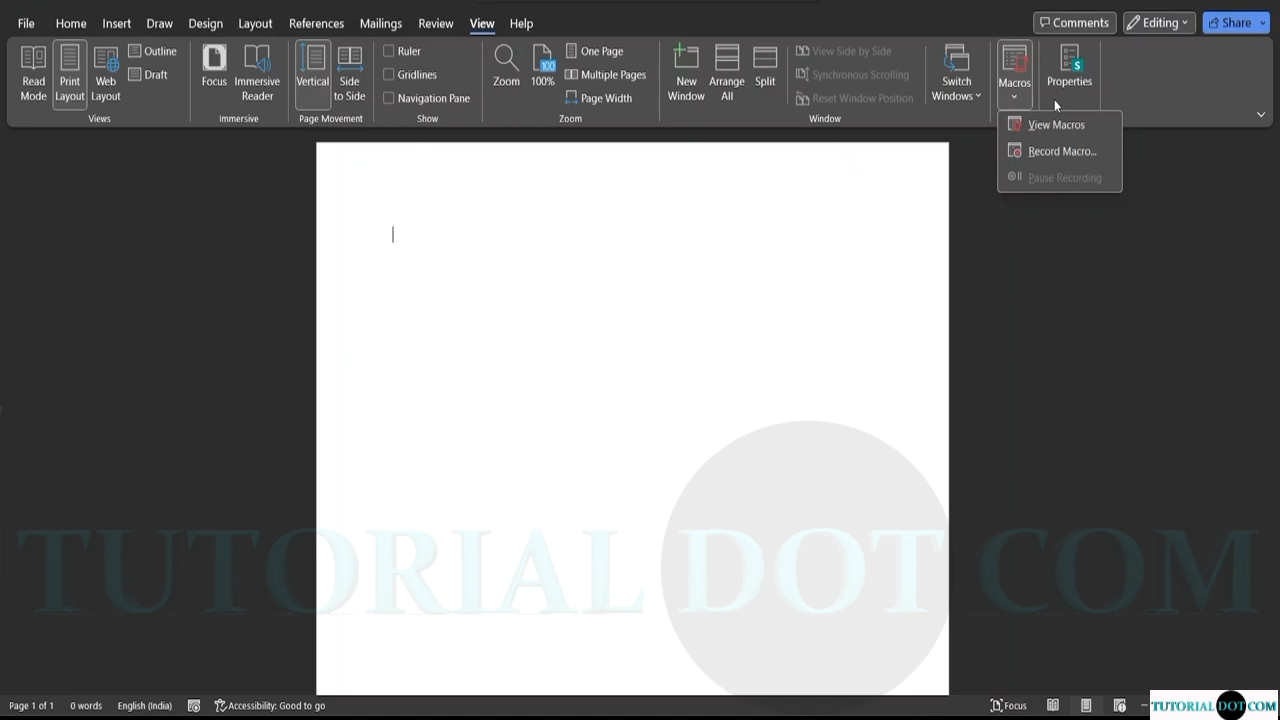 File Home Insert Draw Design Layout References Mailings Review View Help
Comments Editing Share
Read Mode
Print Layout
Web Layout
Outline
Draft
Views
Focus
Immersive Reader
Immersive
Vertical
Side to Side
Page Movement
Ruler
Gridlines
Navigation Pane
Show
Zoom
100
100%
One Page
Multiple Pages
Page Width
Zoom
New Window
Arrange All
Split
View Side by Side
Synchronous Scrolling
Reset Window Position
Window
Switch Windows
Macros
S
Properties
View Macros
Record Macro...
Pause Recording
TUTORIAL DOT COM
Page 1 of 1 0 words English (India) Accessibility: Good to go Focus
TUTORIAL DOT COM